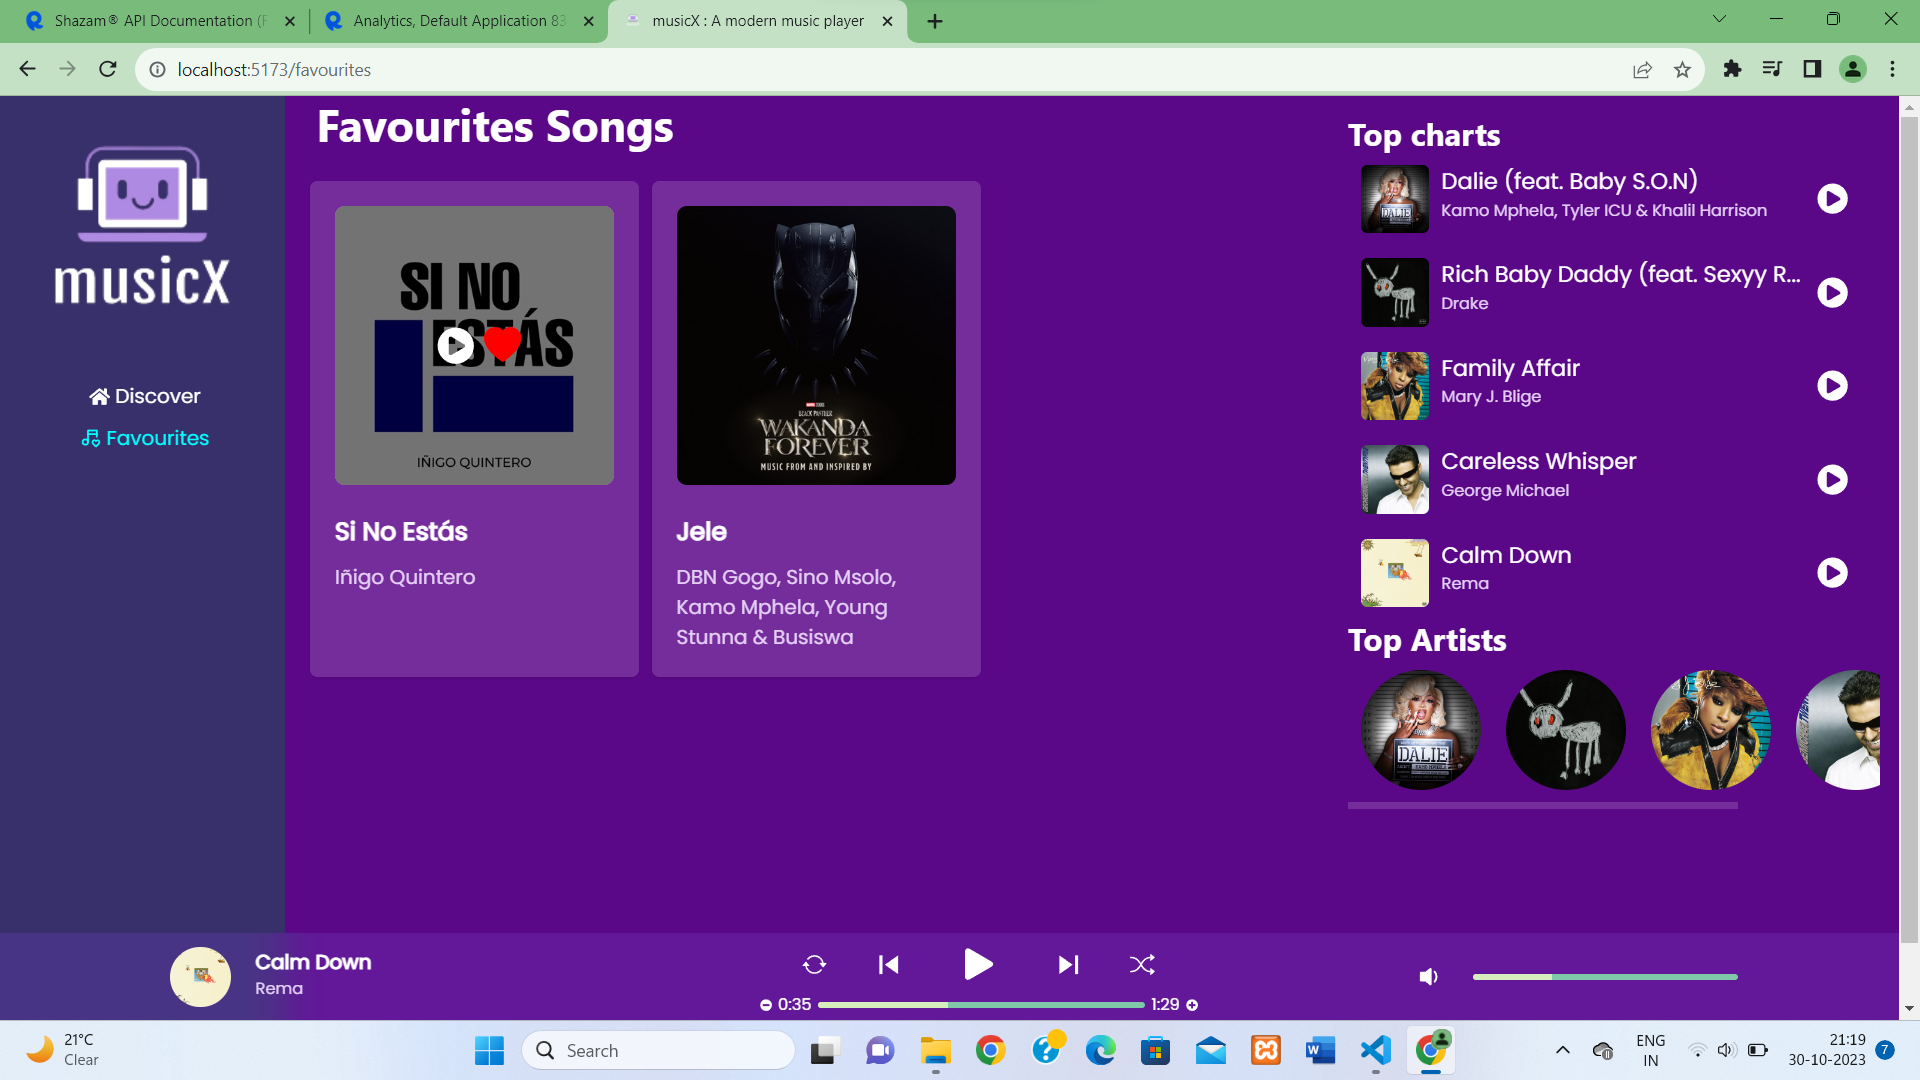 Shazam® API Documentation (F
Analytics, Default Application 83
musicX : A modern music player
localhost:5173/favourites
musicX
Discover
Favourites
Favourites Songs
SI NO
ESTÁS
IÑIGO QUINTERO
Si No Estás
Iñigo Quintero
MARVEL STUDIOS
BLACK PANTHER
WAKANDA
FOREVER
MUSIC FROM AND INSPIRED BY
Jele
DBN Gogo, Sino Msolo,
Kamo Mphela, Young
Stunna & Busiswa
Top charts
DALIE
Dalie (feat. Baby S.O.N)
Kamo Mphela, Tyler ICU & Khalil Harrison
Rich Baby Daddy (feat. Sexyy R...
Drake
Family Affair
Mary J. Blige
Careless Whisper
George Michael
Calm Down
Rema
Top Artists
DALIE
Calm Down
Rema
0:35
1:29
21°C
Clear
Search
ENG
IN
21:19
30-10-2023
7